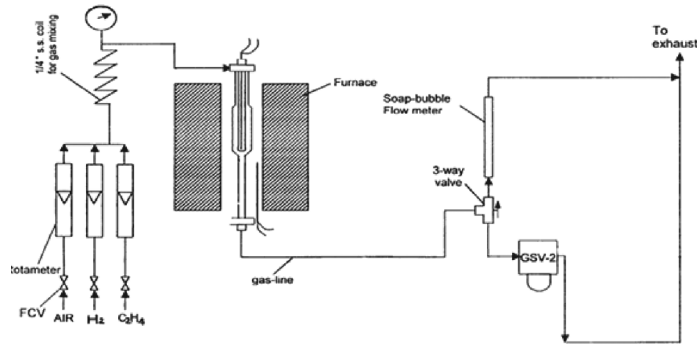 1/4" s.s. coil
for gas mixing
Furnace
To
exhaust
Soap-bubble
Flow meter
3-way
valve
GSV-2
gas-line
rotameter
FCV
AIR
H2
C2H4